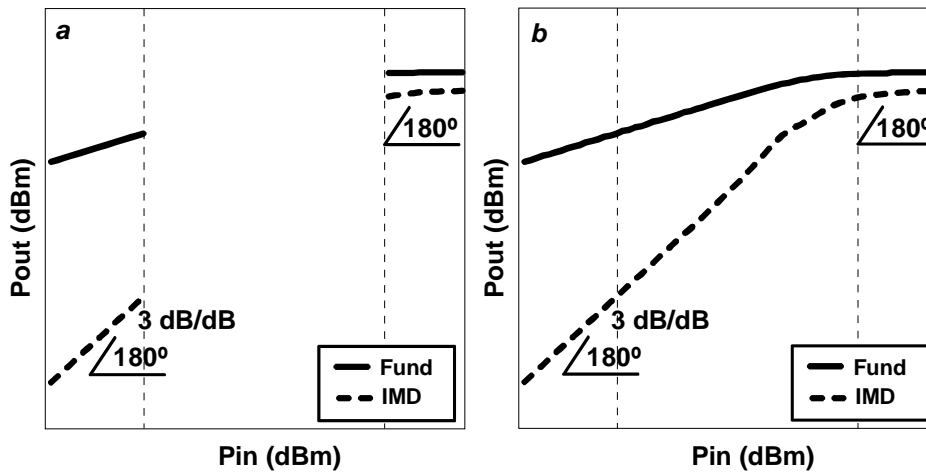 a
180º
Pout (dBm)
3 dB/dB
180º
Fund
IMD
Pin (dBm)
b
180º
Pout (dBm)
3 dB/dB
180º
Fund
IMD
Pin (dBm)